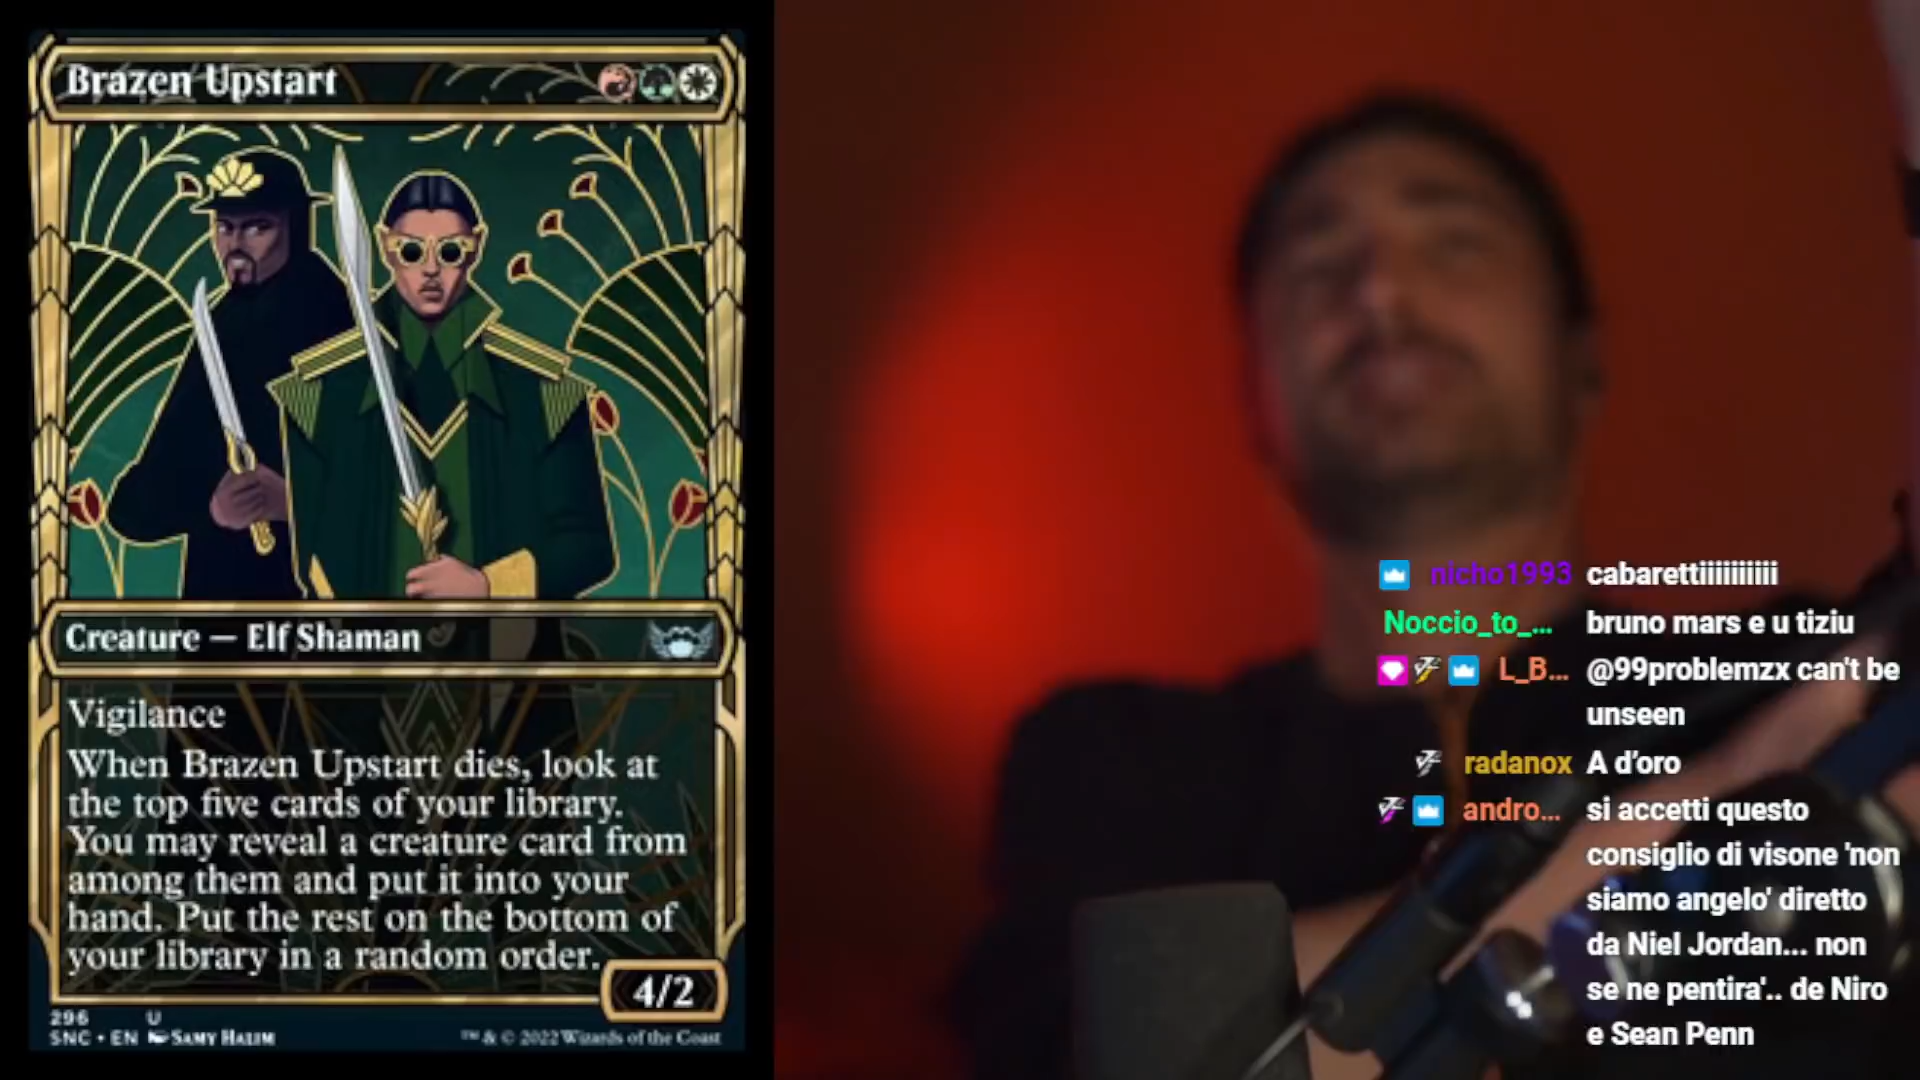 Brazen Upstart
Creature — Elf Shaman
Vigilance
When Brazen Upstart dies, look at
the top five cards of your library.
You may reveal a creature card from
among them and put it into your
hand. Put the rest on the bottom of
your library in a random order.
4/2
296 U
SNC • EN SAMY HALIM
™ & © 2022 Wizards of the Coast
nicho1993 cabarettiiiiiiiiii
Noccio_to_... bruno mars e u tiziu
L_B... @99problemzx can't be
unseen
radanox A d'oro
andro... si accetti questo
consiglio di visone 'non
siamo angelo' diretto
da Niel Jordan... non
se ne pentira'.. de Niro
e Sean Penn